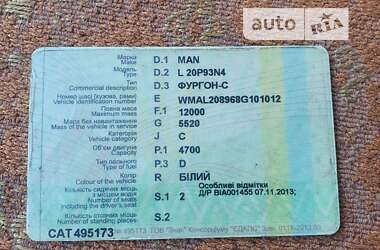 auto RIA
Марка D.1 MAN
Make
Модель D.2 L 20P93N4
Type
Тип D.3 ФУРГОН-С
Номер шасі (кузова, рами) E WMAL208968G101012
Vehicle identification number
Повна маса F.1 12000
Maximum mass
Маса без навантаження G 5520
Mass of the vehicle in service
Категорія J C
Vehicle category
Об'єм двигуна P.1 4700
Capacity
Тип пального P.3 D
Type of fuel
Колір R БІЛИЙ
Colour of the vehicle
Особливі відмітки
Кількість сидячих місць
з місцем водія S.1 2 Д/Р ВІА001455 07.11.2013;
Number of seats,
including the driver's seat
Кількість стоячих місць S.2
Number of standing places
CAT 495173